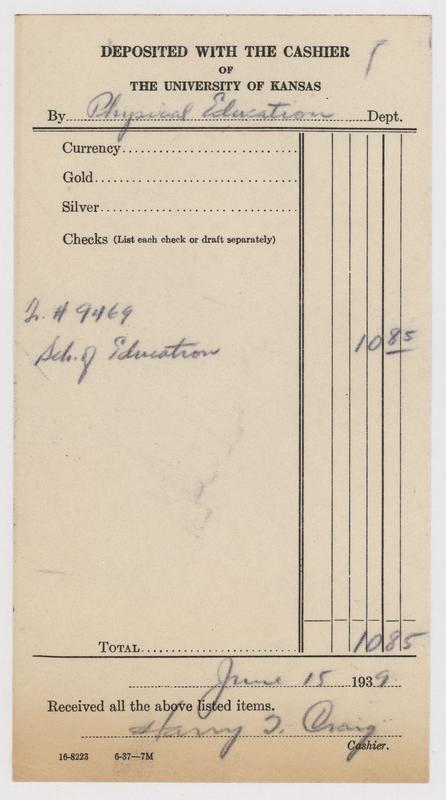 DEPOSITED WITH THE CASHIER
OF
THE UNIVERSITY OF KANSAS
By Physical Education Dept.
Currency
Gold
Silver
Checks (List each check or draft separately)
# 9469
Sch. of Education 10 85
TOTAL 10 85
June 15 1939
Received all the above listed items.
Harry Craig
Cashier.
16-8223 6-37—7M